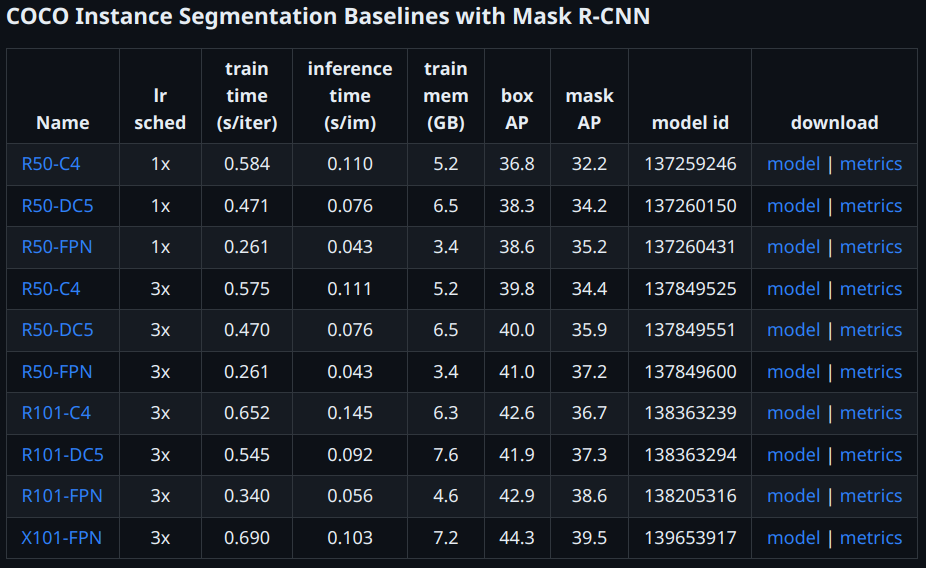 COCO Instance Segmentation Baselines with Mask R-CNN
Name lr sched train time (s/iter) inference time (s/im) train mem (GB) box AP mask AP model id download
R50-C4 1x 0.584 0.110 5.2 36.8 32.2 137259246 model | metrics
R50-DC5 1x 0.471 0.076 6.5 38.3 34.2 137260150 model | metrics
R50-FPN 1x 0.261 0.043 3.4 38.6 35.2 137260431 model | metrics
R50-C4 3x 0.575 0.111 5.2 39.8 34.4 137849525 model | metrics
R50-DC5 3x 0.470 0.076 6.5 40.0 35.9 137849551 model | metrics
R50-FPN 3x 0.261 0.043 3.4 41.0 37.2 137849600 model | metrics
R101-C4 3x 0.652 0.145 6.3 42.6 36.7 138363239 model | metrics
R101-DC5 3x 0.545 0.092 7.6 41.9 37.3 138363294 model | metrics
R101-FPN 3x 0.340 0.056 4.6 42.9 38.6 138205316 model | metrics
X101-FPN 3x 0.690 0.103 7.2 44.3 39.5 139653917 model | metrics